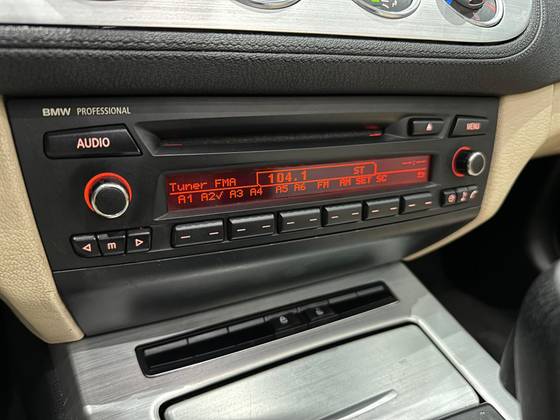 BMW PROFESSIONAL
AUDIO
MENU
Tuner FMA 104.1 ST
A1 A2✓ A3 A4 A5 A6 FM AM SET SC
m